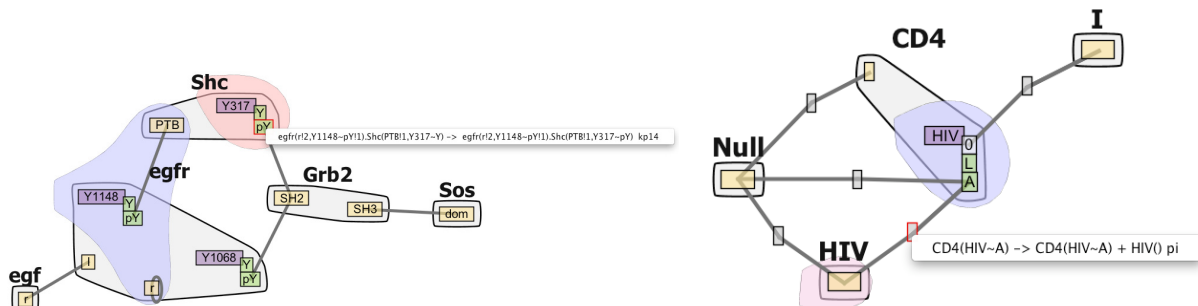 Shc
Y317
Y
pY
PTB
egfr(r!2,Y1148~pY!1).Shc(PTB!1,Y317~Y) -> egfr(r!2,Y1148~pY!1).Shc(PTB!1,Y317~pY) kp14
egfr
Y1148
Y
pY
Grb2
SH2
SH3
Sos
dom
Y1068
Y
pY
l
r
egf
r
CD4
I
HIV
0
L
A
Null
HIV
CD4(HIV~A) -> CD4(HIV~A) + HIV() pi